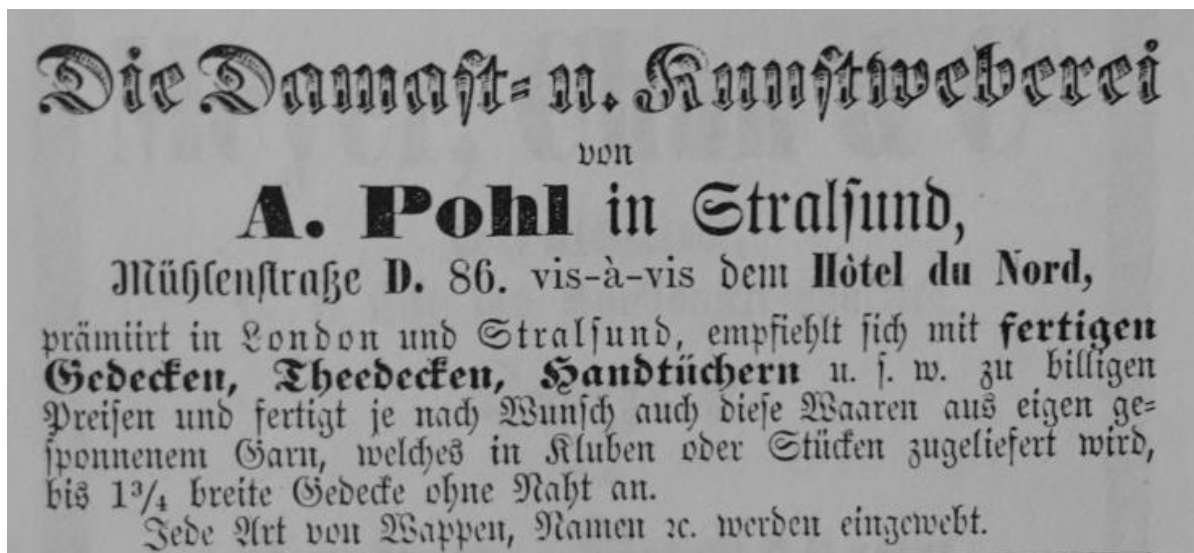 Die Damast- u. Kunstweberei
von
A. Pohl in Stralsund,
Mühlenstraße D. 86. vis-à-vis dem Hôtel du Nord,
prämiirt in London und Stralsund, empfiehlt sich mit fertigen
Gedecken, Theedecken, Handtüchern u. s. w. zu billigen
Preisen und fertigt je nach Wunsch auch diese Waaren aus eigen ge-
sponnenem Garn, welches in Kluben oder Stücken zugeliefert wird,
bis 1¾ breite Gedecke ohne Naht an.
Jede Art von Wappen, Namen ꝛc. werden eingewebt.